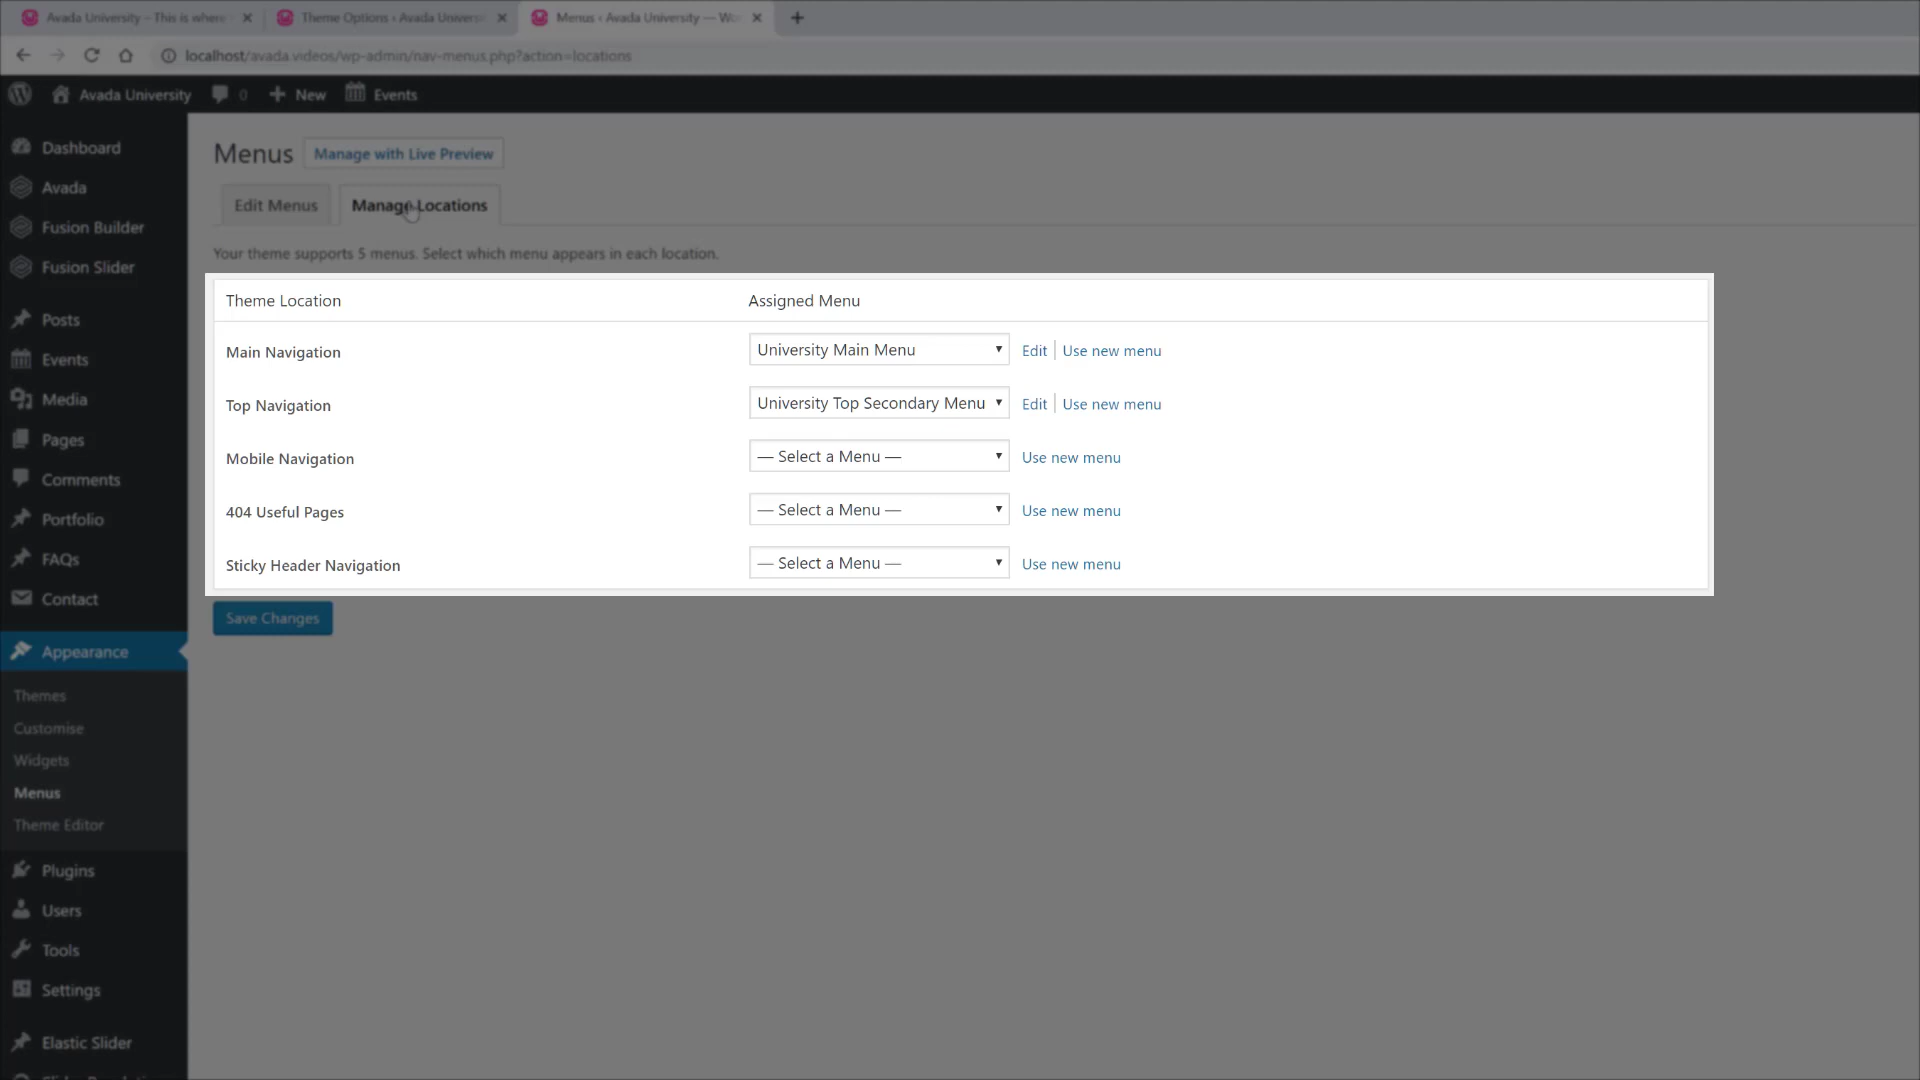 Avada University – This is where
Theme Options ‹ Avada Universi
Menus ‹ Avada University — Wo
localhost/avada.videos/wp-admin/nav-menus.php?action=locations
Avada University
0
New
Events
Dashboard
Avada
Fusion Builder
Fusion Slider
Posts
Events
Media
Pages
Comments
Portfolio
FAQs
Contact
Appearance
Themes
Customise
Widgets
Menus
Theme Editor
Plugins
Users
Tools
Settings
Elastic Slider
Menus
Manage with Live Preview
Edit Menus
Manage Locations
Your theme supports 5 menus. Select which menu appears in each location.
Theme Location Assigned Menu
Main Navigation University Main Menu Edit Use new menu
Top Navigation University Top Secondary Menu Edit Use new menu
Mobile Navigation — Select a Menu — Use new menu
404 Useful Pages — Select a Menu — Use new menu
Sticky Header Navigation — Select a Menu — Use new menu
Save Changes